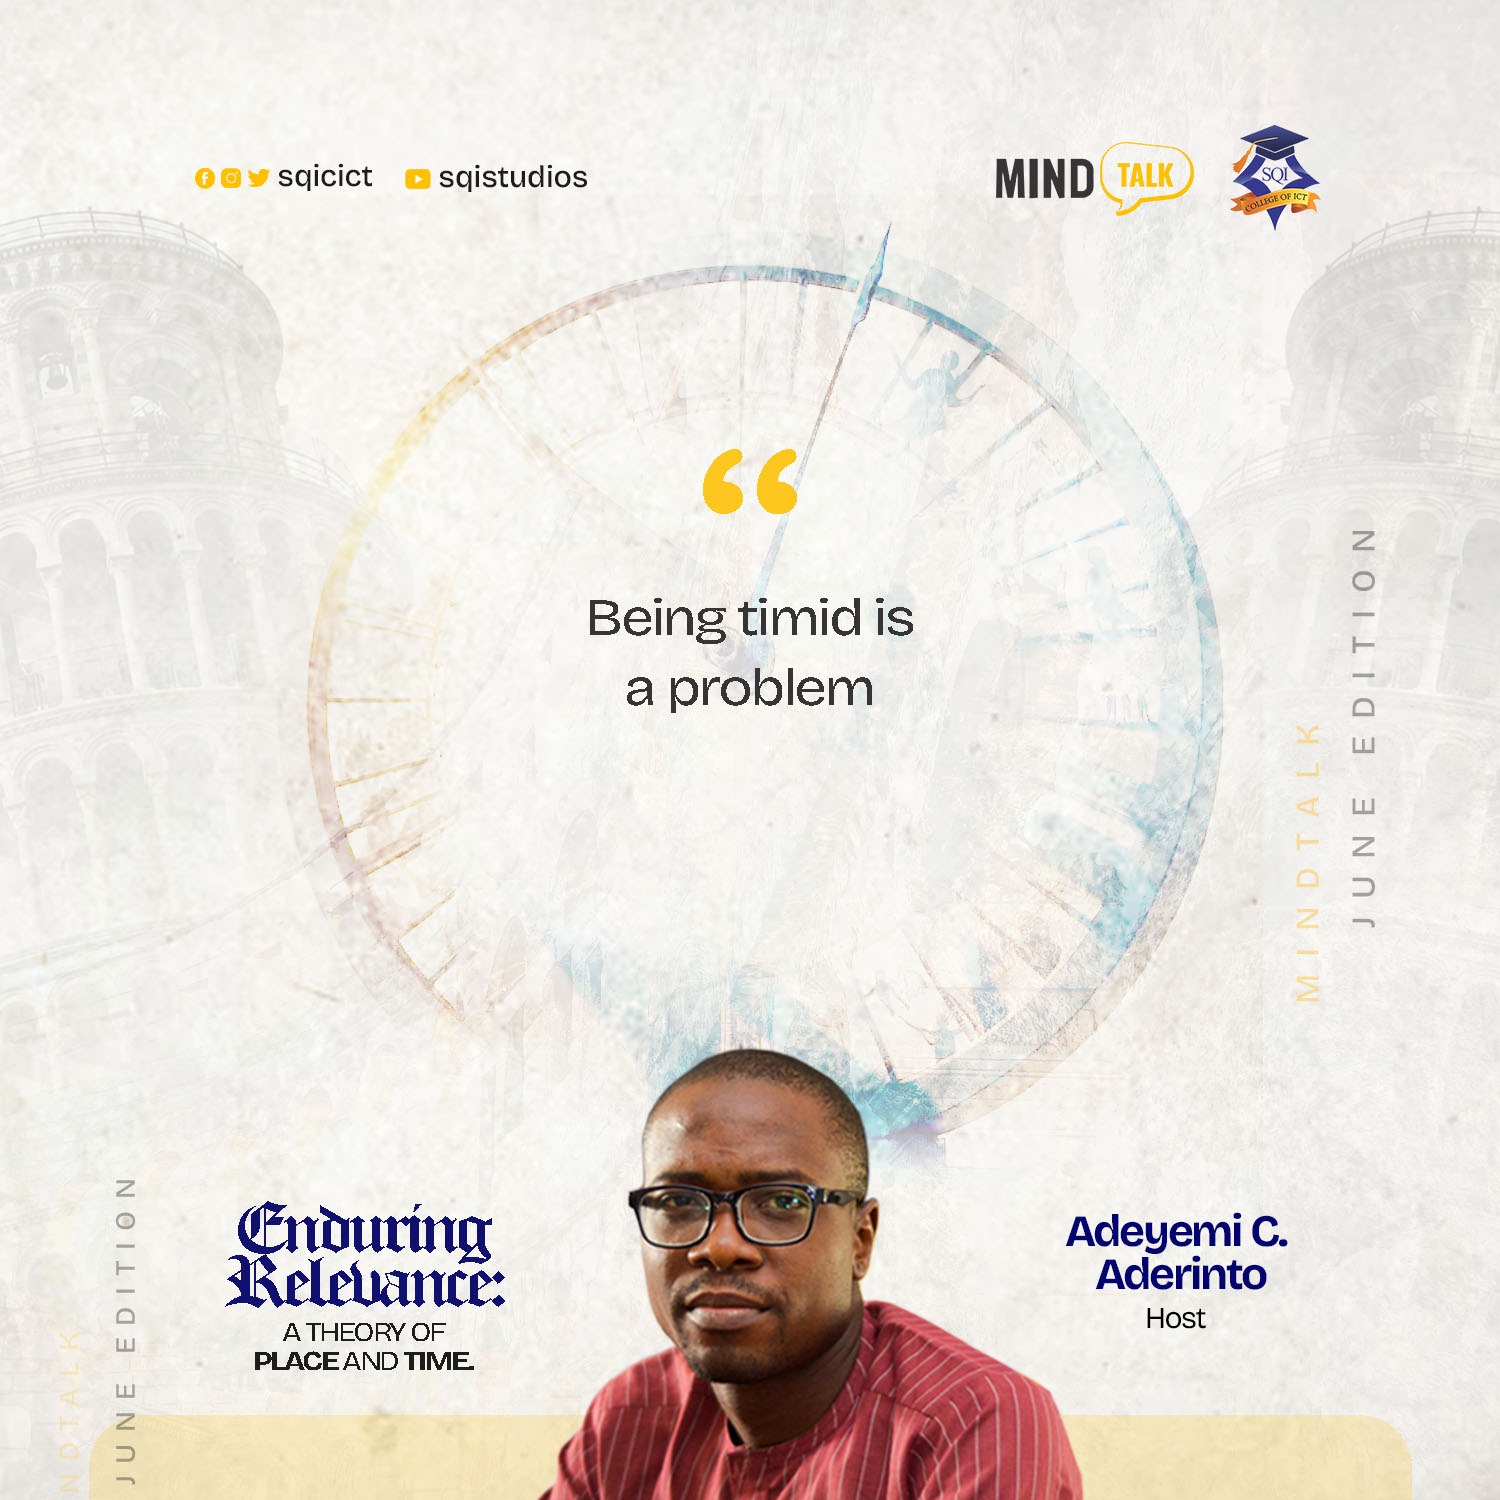 sqicict sqistudios
MIND TALK
SQI
COLLEGE OF ICT
“
Being timid is
a problem
MINDTALK
JUNE EDITION
Enduring
Relevance:
A THEORY OF
PLACE AND TIME.
Adeyemi C.
Aderinto
Host
NDTALK
JUNE EDITION